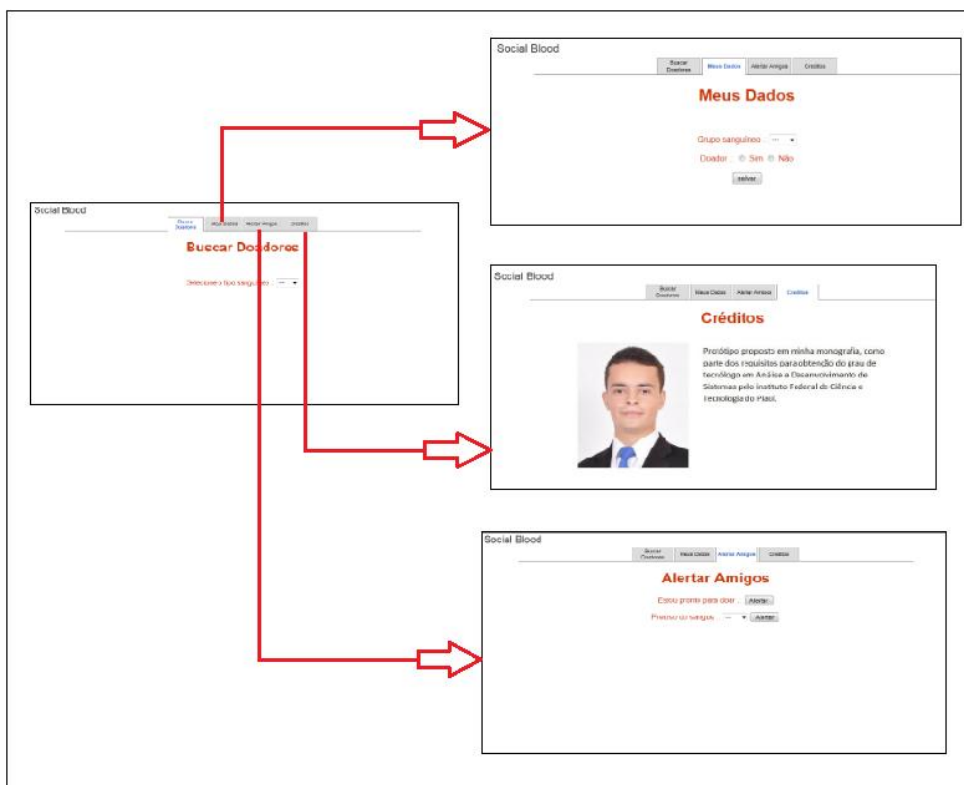 Social Blood
Buscar
Doadores
Meus Dados
Alertar Amigos
Créditos
Meus Dados
Grupo sanguíneo : ---
Doador : Sim Não
salvar
Social Blood
Buscar
Doadores
Meus Dados
Alertar Amigos
Créditos
Buscar Doadores
Selecione o tipo sanguíneo : ---
Social Blood
Buscar
Doadores
Meus Dados
Alertar Amigos
Créditos
Créditos
Protótipo proposto em minha monografia, como
parte dos requisitos para obtenção do grau de
tecnólogo em Análise e Desenvolvimento de
Sistemas pelo Instituto Federal de Ciência e
Tecnologia do Piauí.
Social Blood
Buscar
Doadores
Meus Dados
Alertar Amigos
Créditos
Alertar Amigos
Estou pronto para doar : Alertar
Preciso de sangue : --- Alertar